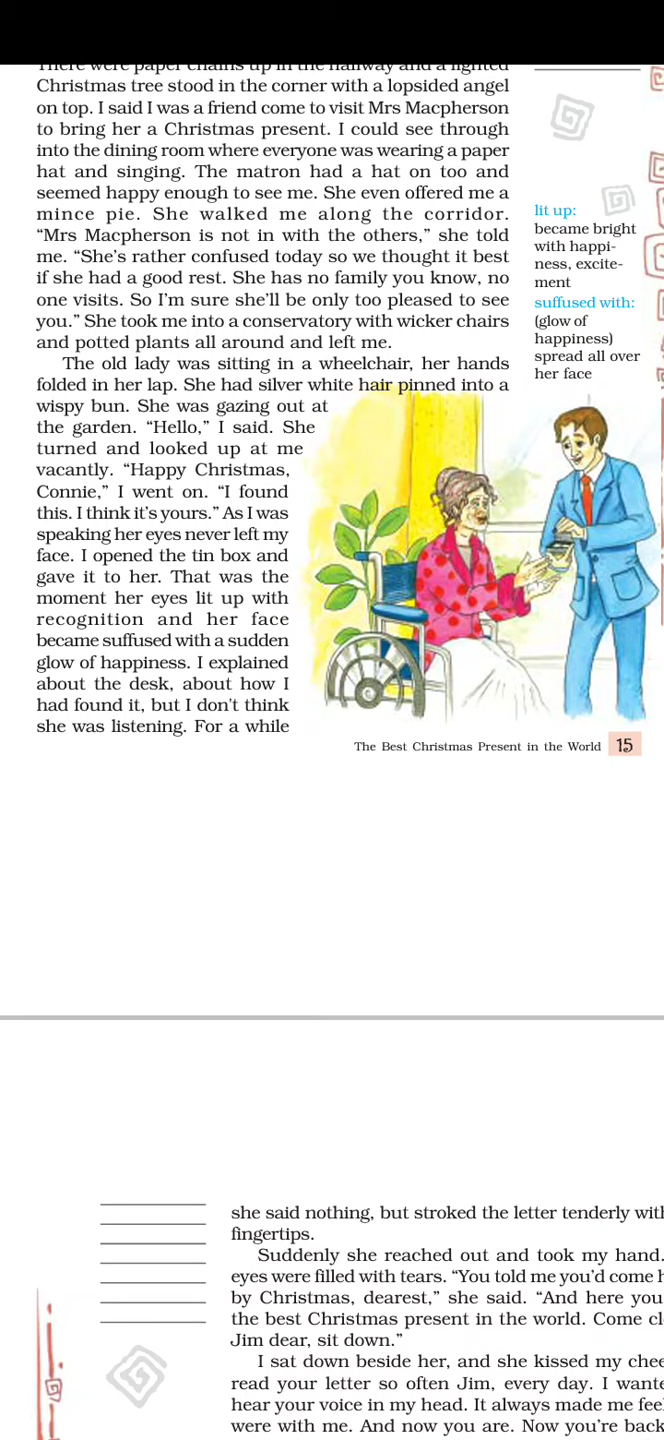 There were paper chains up in the hallway and a lighted
Christmas tree stood in the corner with a lopsided angel
on top. I said I was a friend come to visit Mrs Macpherson
to bring her a Christmas present. I could see through
into the dining room where everyone was wearing a paper
hat and singing. The matron had a hat on too and
seemed happy enough to see me. She even offered me a
mince pie. She walked me along the corridor.
“Mrs Macpherson is not in with the others,” she told
me. “She's rather confused today so we thought it best
if she had a good rest. She has no family you know, no
one visits. So I'm sure she'll be only too pleased to see
you.” She took me into a conservatory with wicker chairs
and potted plants all around and left me.
The old lady was sitting in a wheelchair, her hands
folded in her lap. She had silver white hair pinned into a
wispy bun. She was gazing out at
the garden. “Hello,” I said. She
turned and looked up at me
vacantly. “Happy Christmas,
Connie,” I went on. “I found
this. I think it's yours.” As I was
speaking her eyes never left my
face. I opened the tin box and
gave it to her. That was the
moment her eyes lit up with
recognition and her face
became suffused with a sudden
glow of happiness. I explained
about the desk, about how I
had found it, but I don't think
she was listening. For a while
lit up:
became bright
with happi-
ness, excite-
ment
suffused with:
(glow of
happiness)
spread all over
her face
The Best Christmas Present in the World 15
she said nothing, but stroked the letter tenderly with
fingertips.
Suddenly she reached out and took my hand.
eyes were filled with tears. “You told me you'd come h
by Christmas, dearest,” she said. “And here you
the best Christmas present in the world. Come cl
Jim dear, sit down.”
I sat down beside her, and she kissed my chee
read your letter so often Jim, every day. I wante
hear your voice in my head. It always made me fee
were with me. And now you are. Now you're back